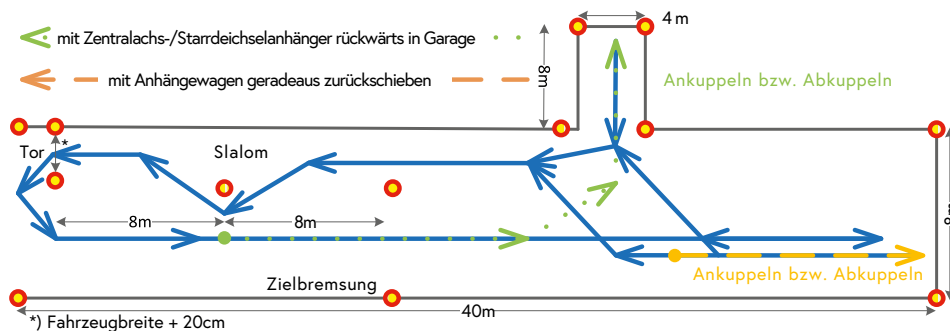 4 m
mit Zentralachs-/Starrdeichselanhänger rückwärts in Garage
8m
mit Anhängewagen geradeaus zurückschieben
Ankuppeln bzw. Abkuppeln
*
Tor
Slalom
8m
8m
8m
Ankuppeln bzw. Abkuppeln
Zielbremsung
40m
*) Fahrzeugbreite + 20cm